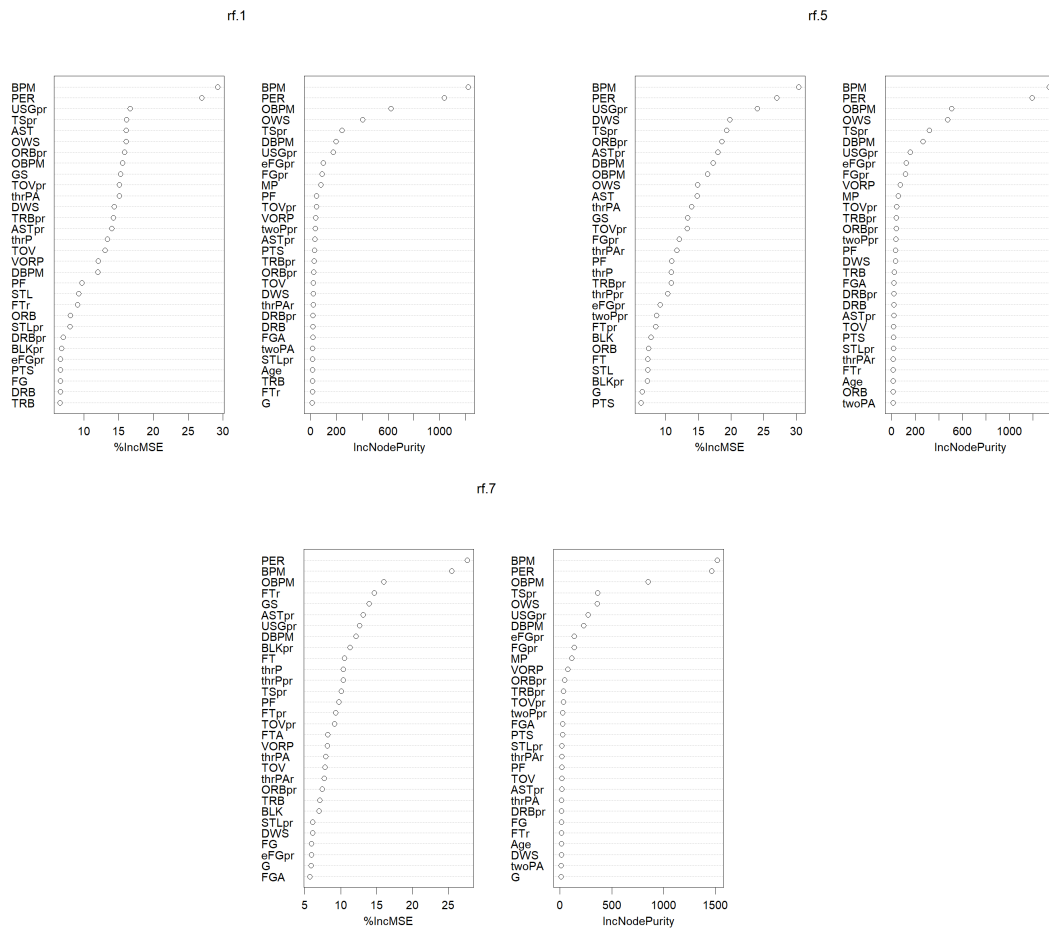 rf.1
BPM
PER
USGpr
TSpr
AST
OWS
ORBpr
OBPM
GS
TOVpr
thrPA
DWS
TRBpr
ASTpr
thrP
TOV
VORP
DBPM
PF
STL
FTr
ORB
STLpr
DRBpr
BLKpr
eFGpr
PTS
FG
DRB
TRB
10 15 20 25 30
%IncMSE
BPM
PER
OBPM
OWS
TSpr
DBPM
USGpr
eFGpr
FGpr
MP
PF
TOVpr
VORP
twoPpr
ASTpr
PTS
TRBpr
ORBpr
TOV
DWS
thrPAr
DRBpr
DRB
FGA
twoPA
STLpr
Age
TRB
FTr
G
0 200 600 1000
IncNodePurity
rf.5
BPM
PER
USGpr
DWS
TSpr
ORBpr
ASTpr
DBPM
OBPM
OWS
AST
thrPA
GS
TOVpr
FGpr
thrPAr
PF
thrP
TRBpr
thrPpr
eFGpr
twoPpr
FTpr
BLK
ORB
FT
STL
BLKpr
G
PTS
10 15 20 25 30
%IncMSE
BPM
PER
OBPM
OWS
TSpr
DBPM
USGpr
eFGpr
FGpr
VORP
MP
TOVpr
TRBpr
ORBpr
twoPpr
PF
DWS
TRB
FGA
DRBpr
DRB
ASTpr
TOV
PTS
STLpr
thrPAr
FTr
Age
ORB
twoPA
0 200 600 1000
IncNodePurity
rf.7
PER
BPM
OBPM
FTr
GS
ASTpr
USGpr
DBPM
BLKpr
FT
thrP
thrPpr
TSpr
PF
FTpr
TOVpr
FTA
VORP
thrPA
TOV
thrPAr
ORBpr
TRB
BLK
STLpr
DWS
FG
eFGpr
G
FGA
5 10 15 20 25
%IncMSE
BPM
PER
OBPM
TSpr
OWS
USGpr
DBPM
eFGpr
FGpr
MP
VORP
ORBpr
TRBpr
TOVpr
twoPpr
FGA
PTS
STLpr
thrPAr
PF
TOV
ASTpr
thrPA
DRBpr
FG
FTr
Age
DWS
twoPA
G
0 500 1000 1500
IncNodePurity